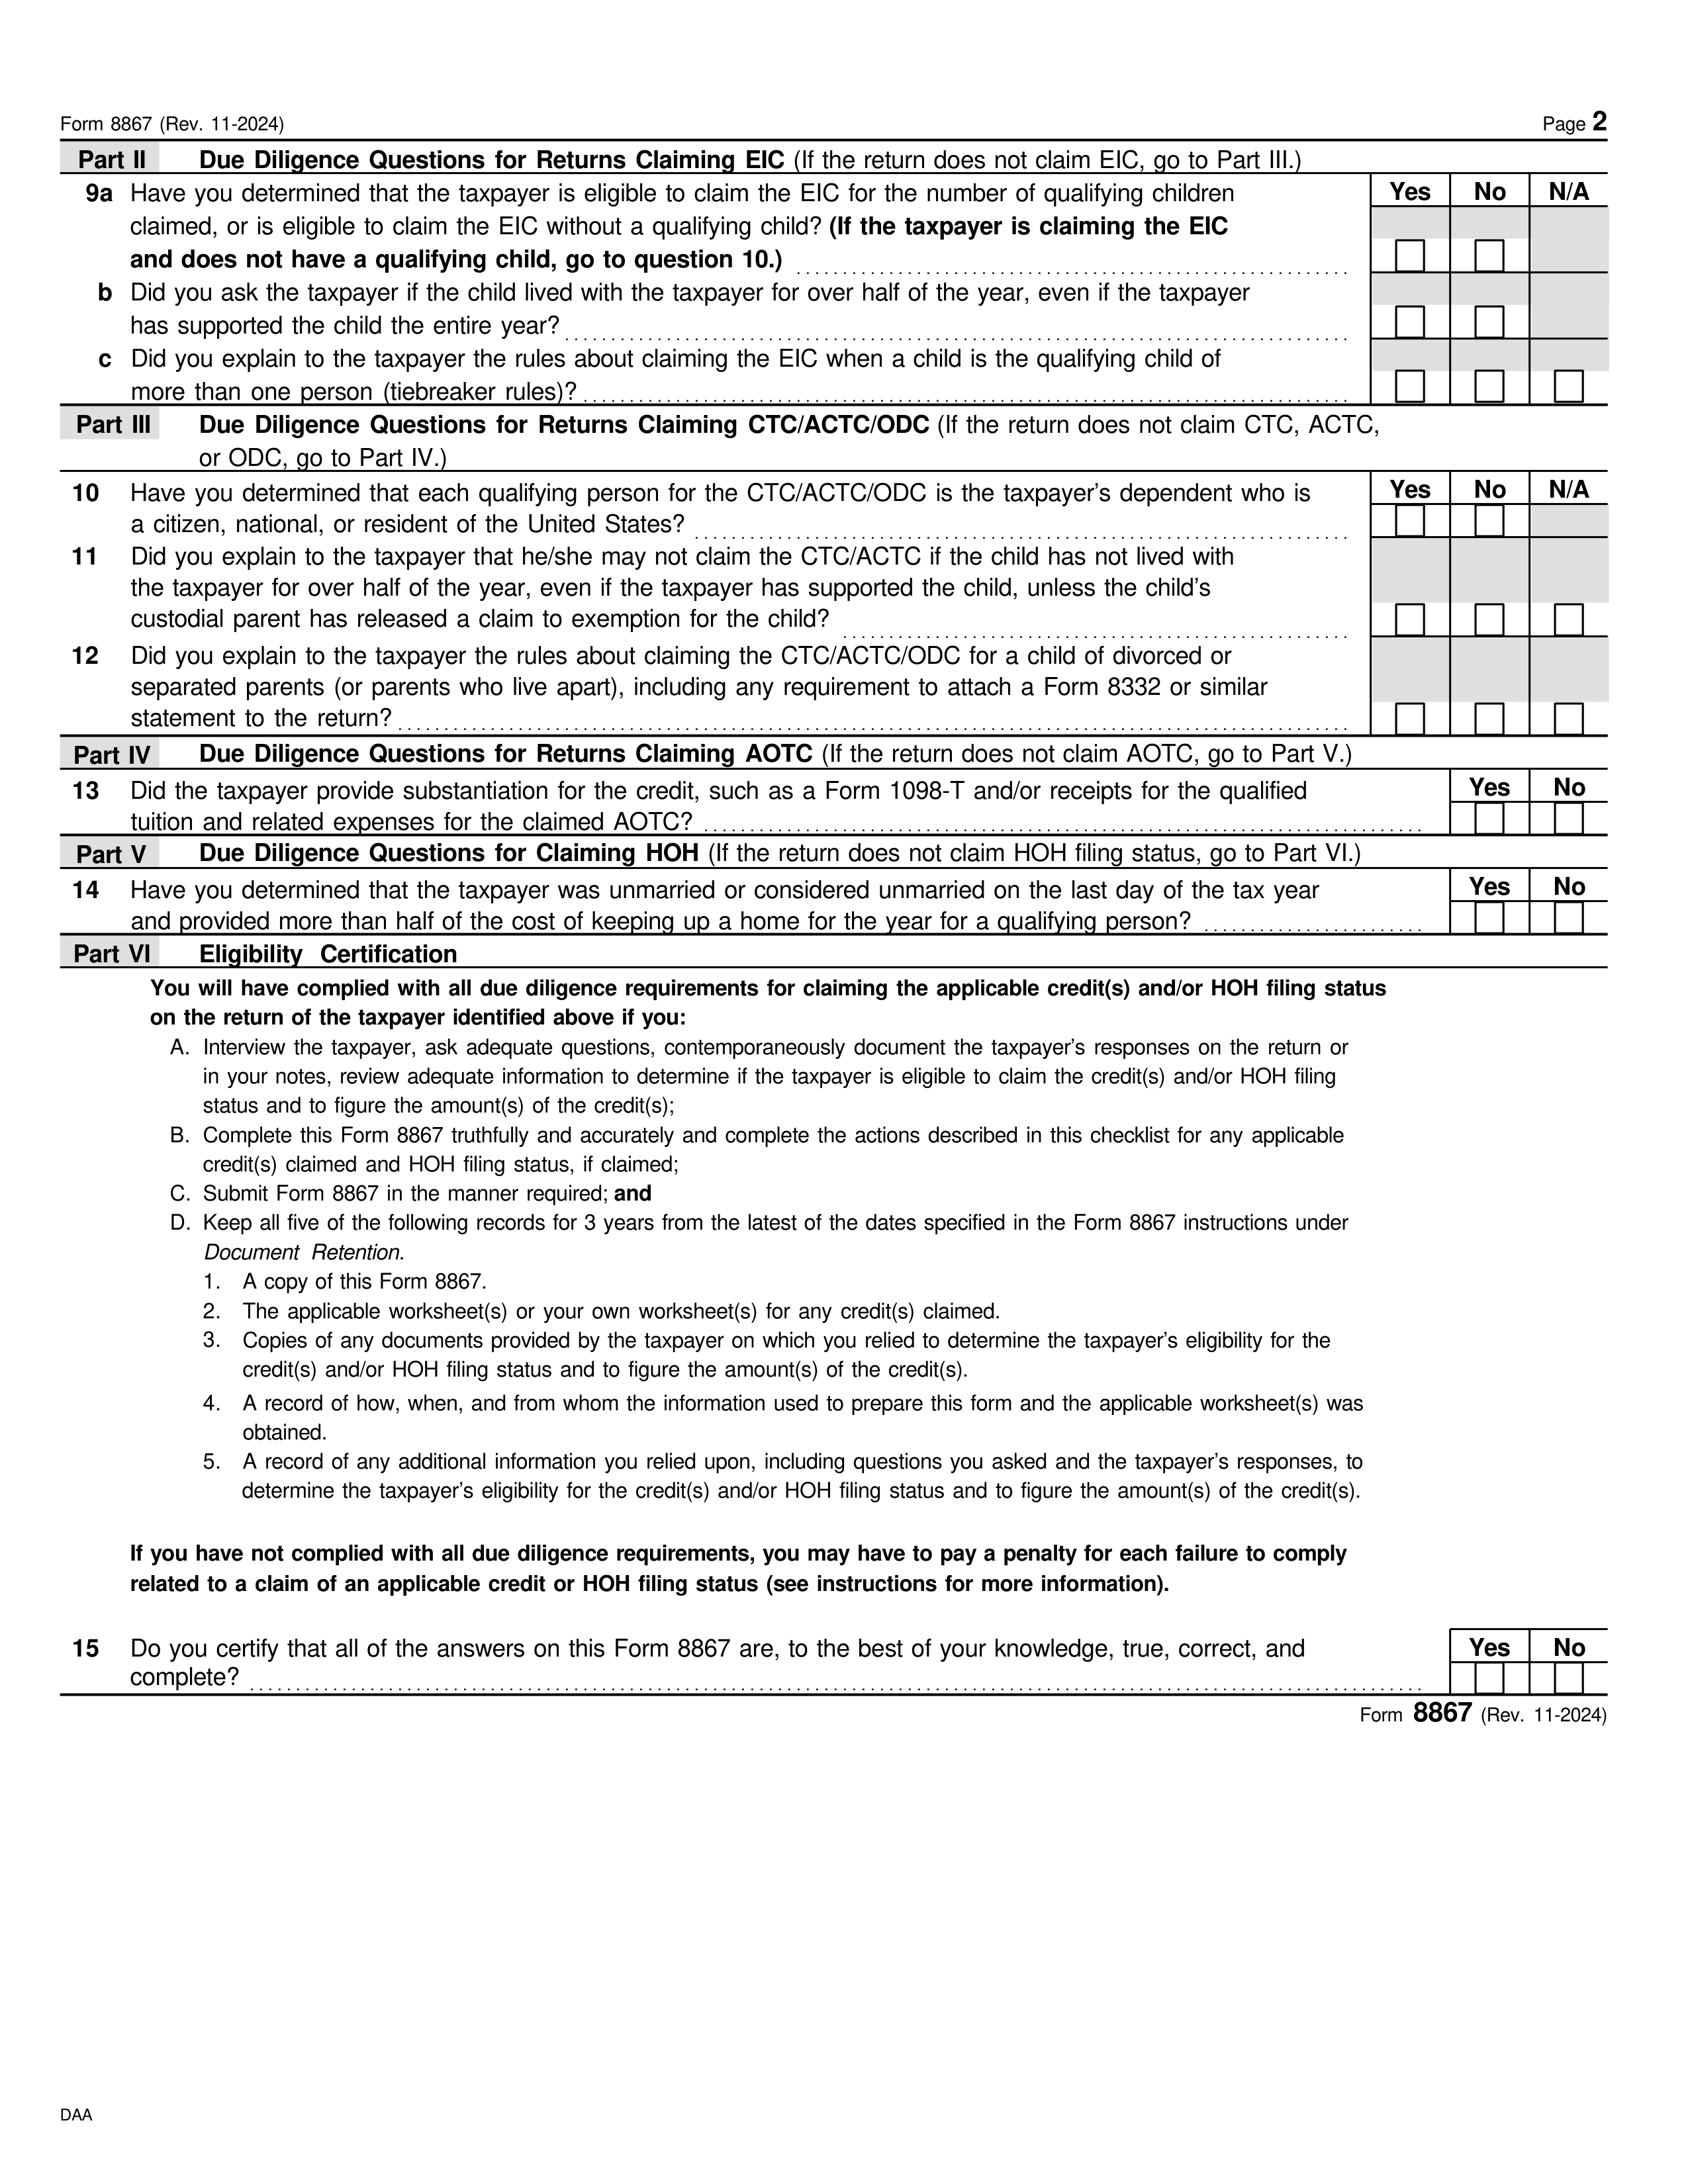 Form 8867 (Rev. 11-2024) Page 2
Part II Due Diligence Questions for Returns Claiming EIC (If the return does not claim EIC, go to Part III.)
9a Have you determined that the taxpayer is eligible to claim the EIC for the number of qualifying children Yes No N/A
claimed, or is eligible to claim the EIC without a qualifying child? (If the taxpayer is claiming the EIC
and does not have a qualifying child, go to question 10.)
b Did you ask the taxpayer if the child lived with the taxpayer for over half of the year, even if the taxpayer
has supported the child the entire year?
c Did you explain to the taxpayer the rules about claiming the EIC when a child is the qualifying child of
more than one person (tiebreaker rules)?
Part III Due Diligence Questions for Returns Claiming CTC/ACTC/ODC (If the return does not claim CTC, ACTC,
or ODC, go to Part IV.)
10 Have you determined that each qualifying person for the CTC/ACTC/ODC is the taxpayer's dependent who is Yes No N/A
a citizen, national, or resident of the United States?
11 Did you explain to the taxpayer that he/she may not claim the CTC/ACTC if the child has not lived with
the taxpayer for over half of the year, even if the taxpayer has supported the child, unless the child's
custodial parent has released a claim to exemption for the child?
12 Did you explain to the taxpayer the rules about claiming the CTC/ACTC/ODC for a child of divorced or
separated parents (or parents who live apart), including any requirement to attach a Form 8332 or similar
statement to the return?
Part IV Due Diligence Questions for Returns Claiming AOTC (If the return does not claim AOTC, go to Part V.)
13 Did the taxpayer provide substantiation for the credit, such as a Form 1098-T and/or receipts for the qualified Yes No
tuition and related expenses for the claimed AOTC?
Part V Due Diligence Questions for Claiming HOH (If the return does not claim HOH filing status, go to Part VI.)
14 Have you determined that the taxpayer was unmarried or considered unmarried on the last day of the tax year Yes No
and provided more than half of the cost of keeping up a home for the year for a qualifying person?
Part VI Eligibility Certification
You will have complied with all due diligence requirements for claiming the applicable credit(s) and/or HOH filing status
on the return of the taxpayer identified above if you:
A. Interview the taxpayer, ask adequate questions, contemporaneously document the taxpayer's responses on the return or
in your notes, review adequate information to determine if the taxpayer is eligible to claim the credit(s) and/or HOH filing
status and to figure the amount(s) of the credit(s);
B. Complete this Form 8867 truthfully and accurately and complete the actions described in this checklist for any applicable
credit(s) claimed and HOH filing status, if claimed;
C. Submit Form 8867 in the manner required; and
D. Keep all five of the following records for 3 years from the latest of the dates specified in the Form 8867 instructions under
Document Retention.
1. A copy of this Form 8867.
2. The applicable worksheet(s) or your own worksheet(s) for any credit(s) claimed.
3. Copies of any documents provided by the taxpayer on which you relied to determine the taxpayer's eligibility for the
credit(s) and/or HOH filing status and to figure the amount(s) of the credit(s).
4. A record of how, when, and from whom the information used to prepare this form and the applicable worksheet(s) was
obtained.
5. A record of any additional information you relied upon, including questions you asked and the taxpayer's responses, to
determine the taxpayer's eligibility for the credit(s) and/or HOH filing status and to figure the amount(s) of the credit(s).
If you have not complied with all due diligence requirements, you may have to pay a penalty for each failure to comply
related to a claim of an applicable credit or HOH filing status (see instructions for more information).
15 Do you certify that all of the answers on this Form 8867 are, to the best of your knowledge, true, correct, and Yes No
complete?
Form 8867 (Rev. 11-2024)
DAA